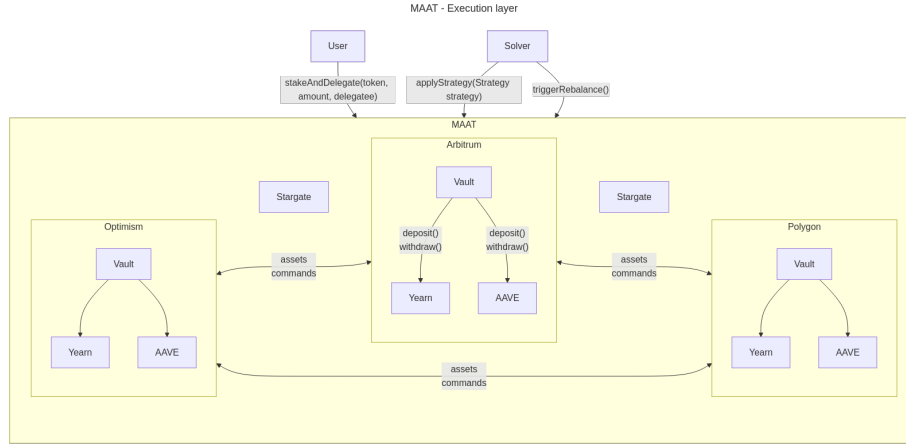 MAAT - Execution layer
User
Solver
stakeAndDelegate(token,
amount, delegatee)
applyStrategy(Strategy
strategy)
triggerRebalance()
MAAT
Arbitrum
Vault
Stargate
Stargate
deposit()
withdraw()
deposit()
withdraw()
Yearn
AAVE
Optimism
Vault
Yearn
AAVE
assets
commands
assets
commands
Polygon
Vault
Yearn
AAVE
assets
commands